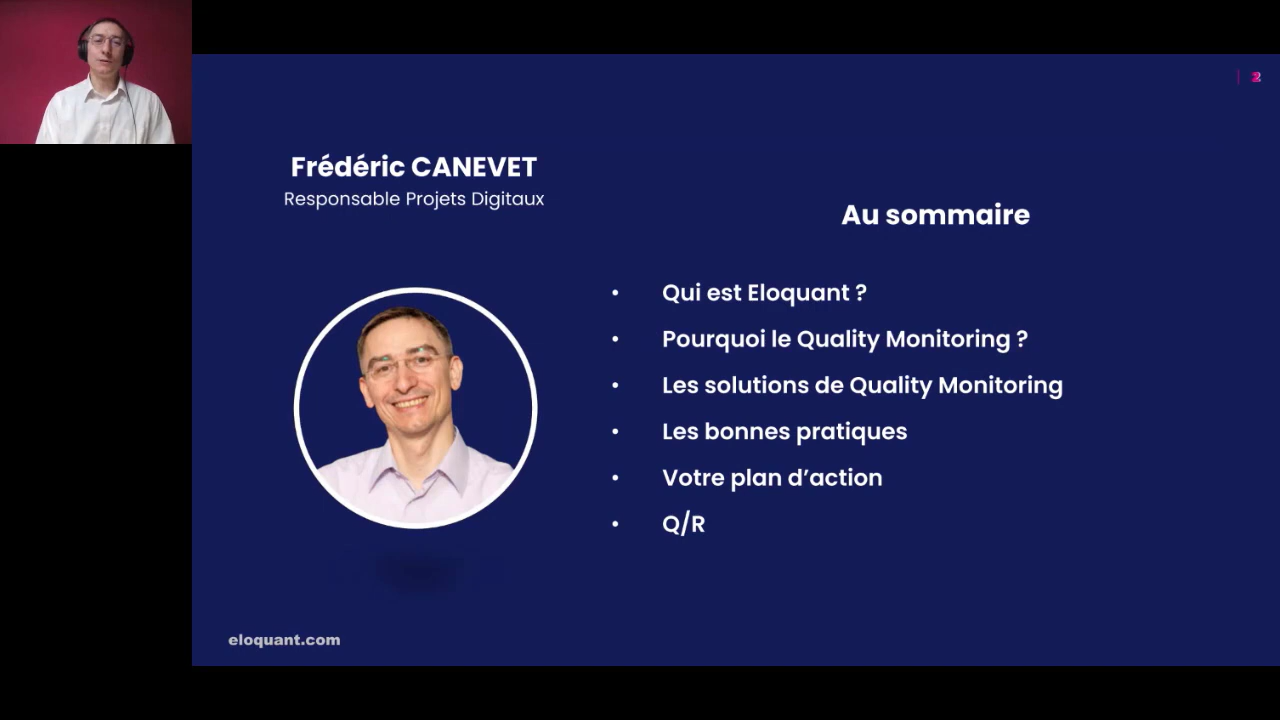 2
Frédéric CANEVET
Responsable Projets Digitaux
Au sommaire
• Qui est Eloquant ?
• Pourquoi le Quality Monitoring ?
• Les solutions de Quality Monitoring
• Les bonnes pratiques
• Votre plan d’action
• Q/R
eloquant.com